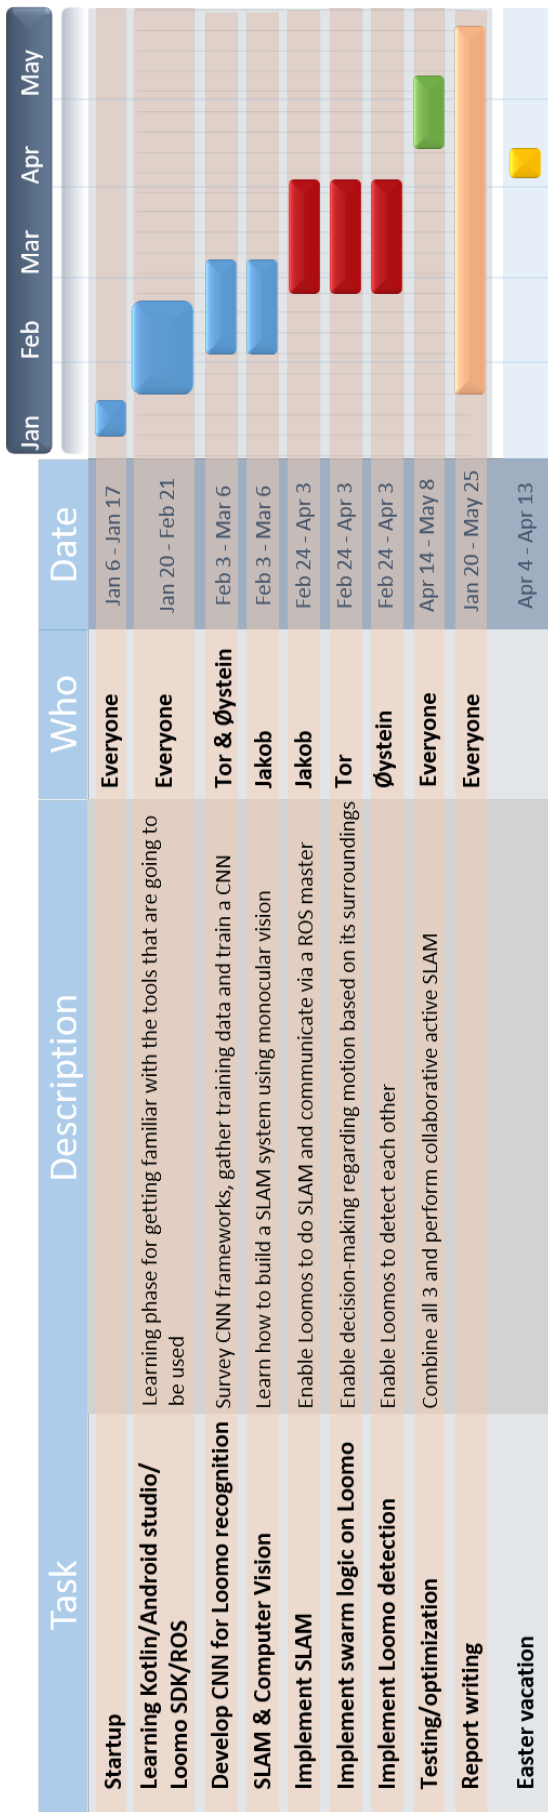 Task Description Who Date Jan Feb Mar Apr May
Startup Everyone Jan 6 - Jan 17
Learning Kotlin/Android studio/
Loomo SDK/ROS
Learning phase for getting familiar with the tools that are going to
be used
Everyone Jan 20 - Feb 21
Develop CNN for Loomo recognition Survey CNN frameworks, gather training data and train a CNN Tor & Øystein Feb 3 - Mar 6
SLAM & Computer Vision Learn how to build a SLAM system using monocular vision Jakob Feb 3 - Mar 6
Implement SLAM Enable Loomos to do SLAM and communicate via a ROS master Jakob Feb 24 - Apr 3
Implement swarm logic on Loomo Enable decision-making regarding motion based on its surroundings Tor Feb 24 - Apr 3
Implement Loomo detection Enable Loomos to detect each other Øystein Feb 24 - Apr 3
Testing/optimization Combine all 3 and perform collaborative active SLAM Everyone Apr 14 - May 8
Report writing Everyone Jan 20 - May 25
Easter vacation Apr 4 - Apr 13